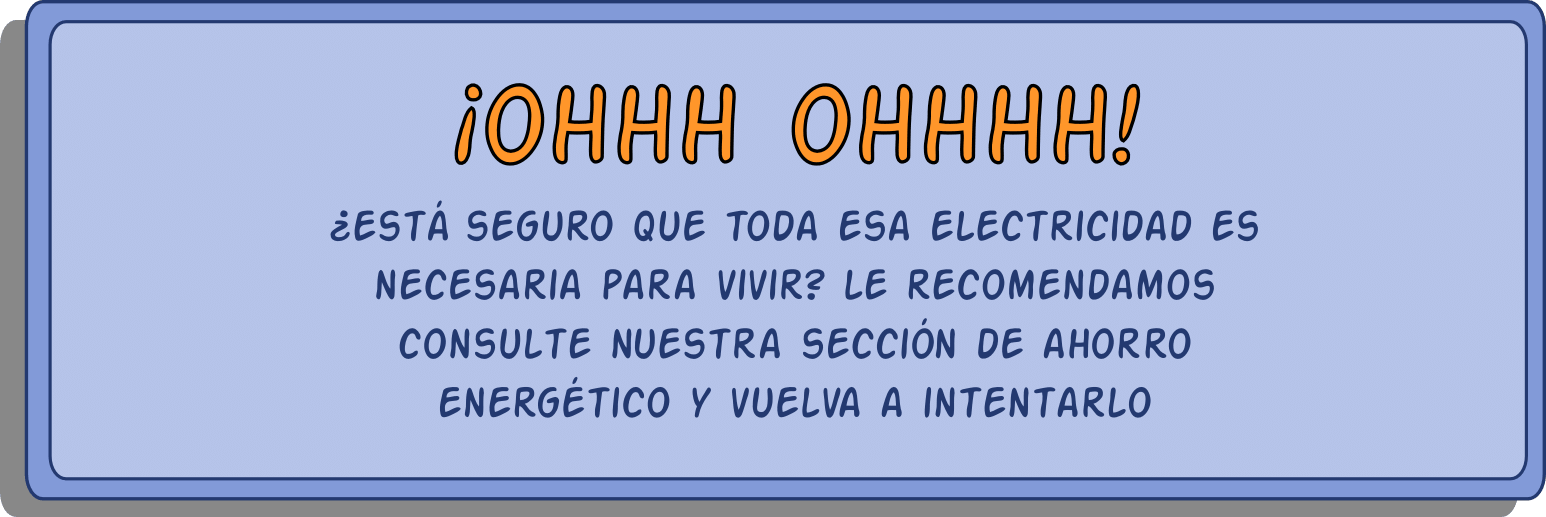 ¡OHHH OHHHH!
¿ESTÁ SEGURO QUE TODA ESA ELECTRICIDAD ES
NECESARIA PARA VIVIR? LE RECOMENDAMOS
CONSULTE NUESTRA SECCIÓN DE AHORRO
ENERGÉTICO Y VUELVA A INTENTARLO